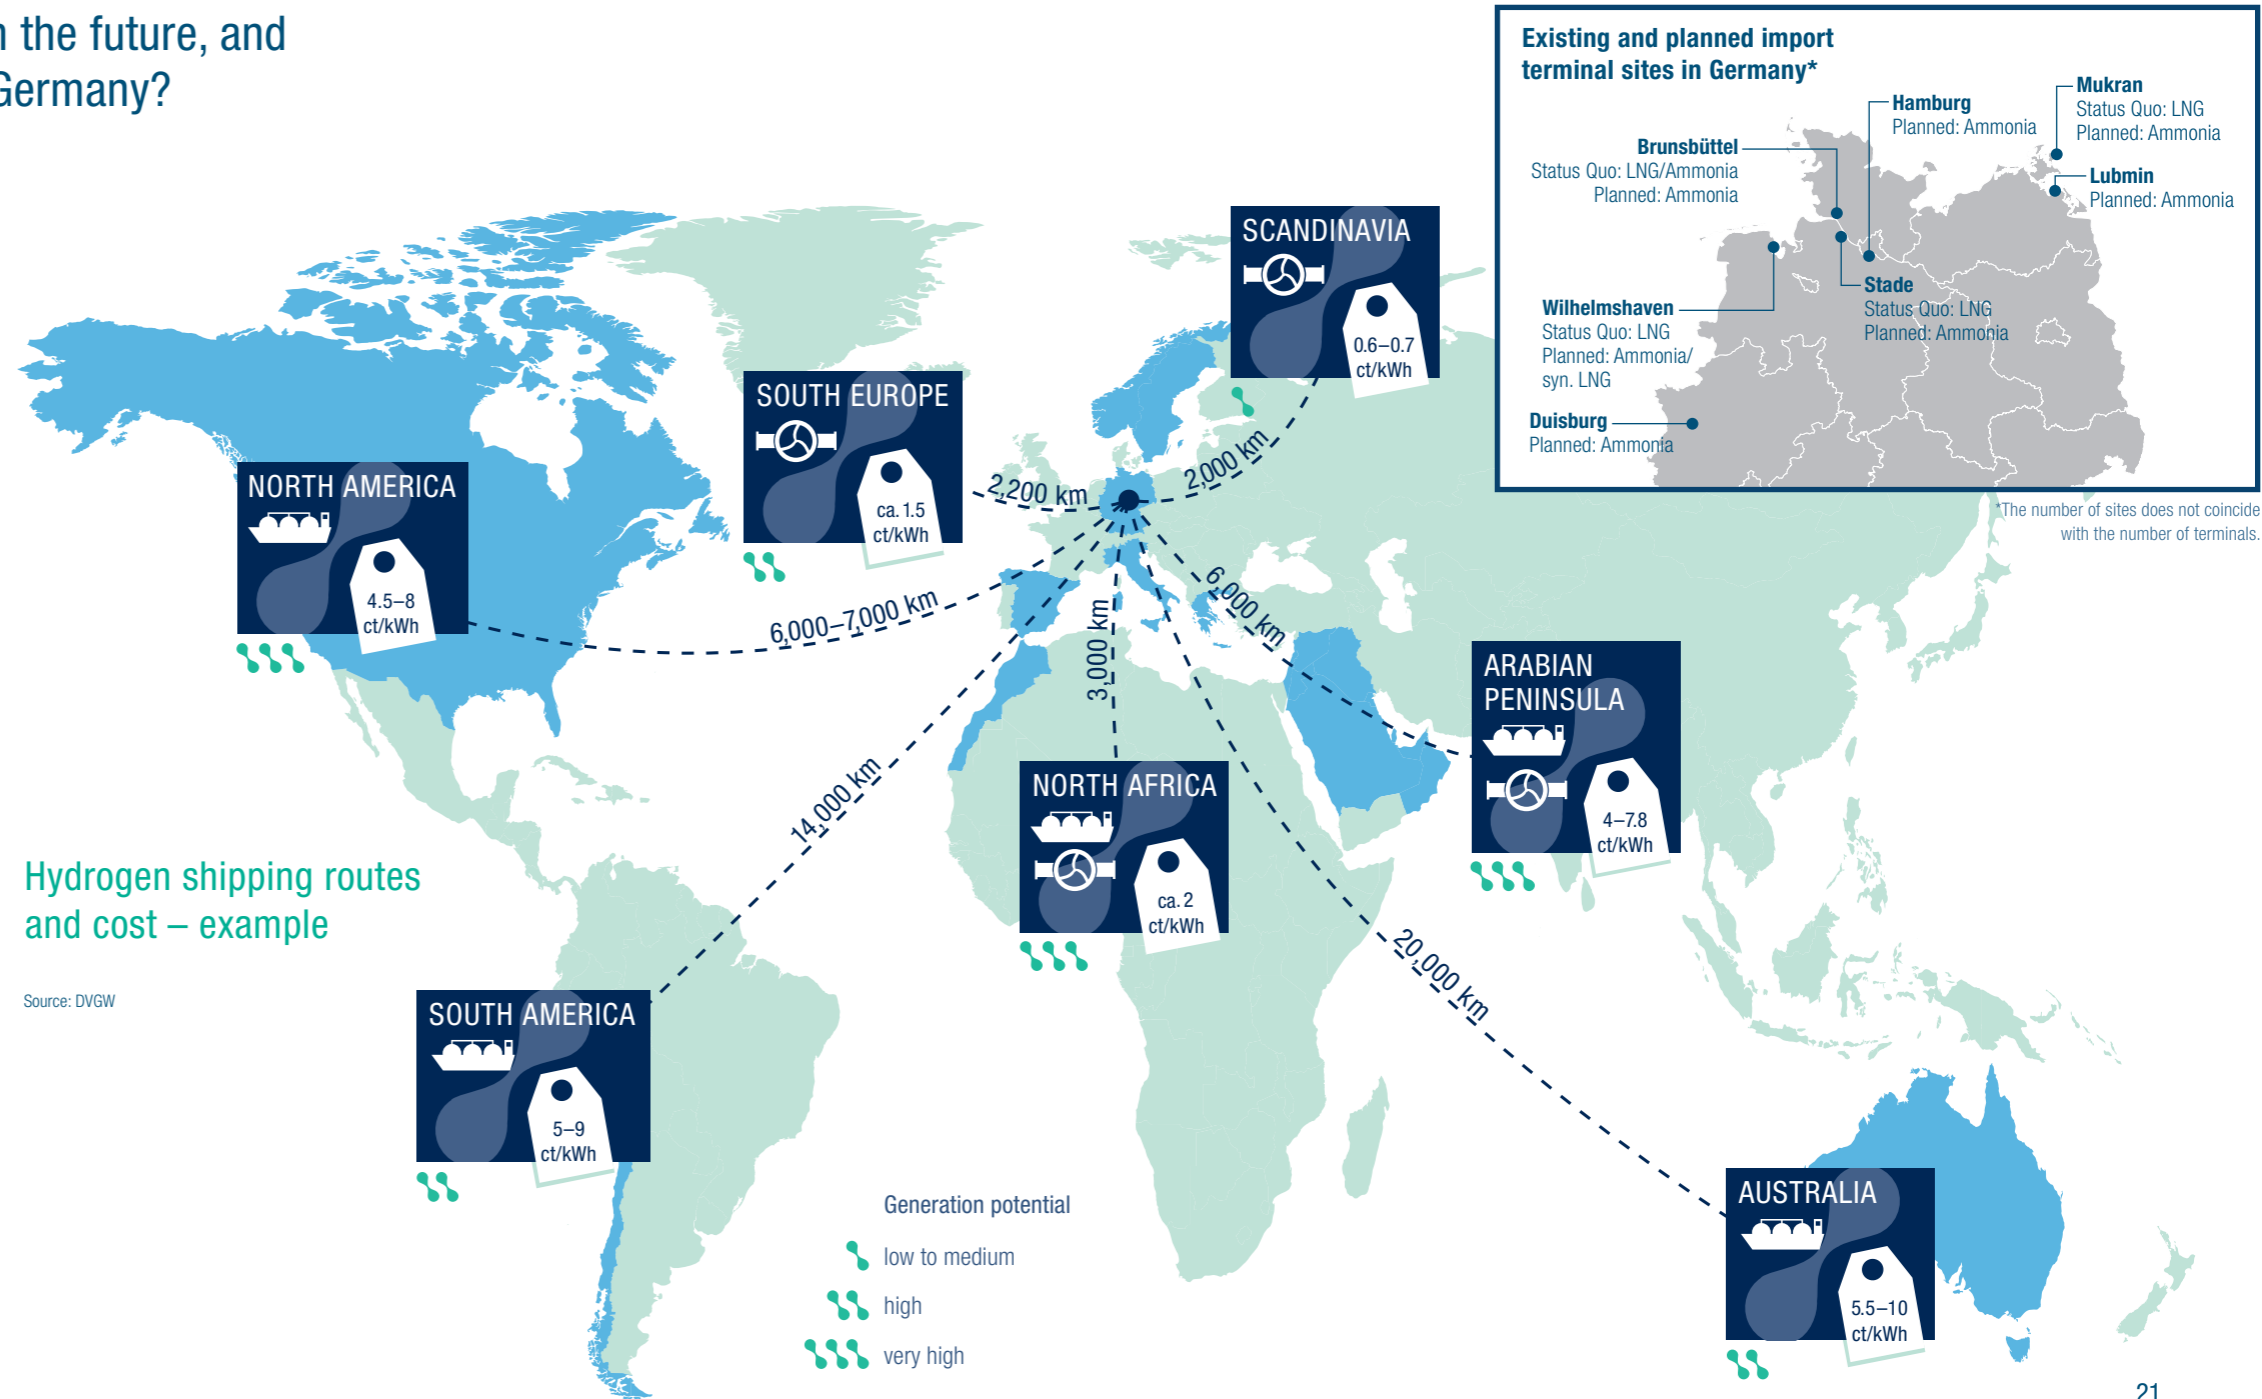 n the future, and
Germany?
Existing and planned import
terminal sites in Germany*
Mukran
Status Quo: LNG
Planned: Ammonia
Hamburg
Planned: Ammonia
Brunsbüttel
Status Quo: LNG/Ammonia
Planned: Ammonia
Lubmin
Planned: Ammonia
Stade
Status Quo: LNG
Planned: Ammonia
Wilhelmshaven
Status Quo: LNG
Planned: Ammonia/
syn. LNG
Duisburg
Planned: Ammonia
*The number of sites does not coincide
with the number of terminals.
SCANDINAVIA
0.6–0.7
ct/kWh
2,000 km
SOUTH EUROPE
ca. 1.5
ct/kWh
2,200 km
NORTH AMERICA
4.5–8
ct/kWh
6,000–7,000 km
6,000 km
3,000 km
ARABIAN
PENINSULA
4–7.8
ct/kWh
NORTH AFRICA
ca. 2
ct/kWh
14,000 km
20,000 km
Hydrogen shipping routes
and cost – example
Source: DVGW
SOUTH AMERICA
5–9
ct/kWh
AUSTRALIA
5.5–10
ct/kWh
Generation potential
low to medium
high
very high
21